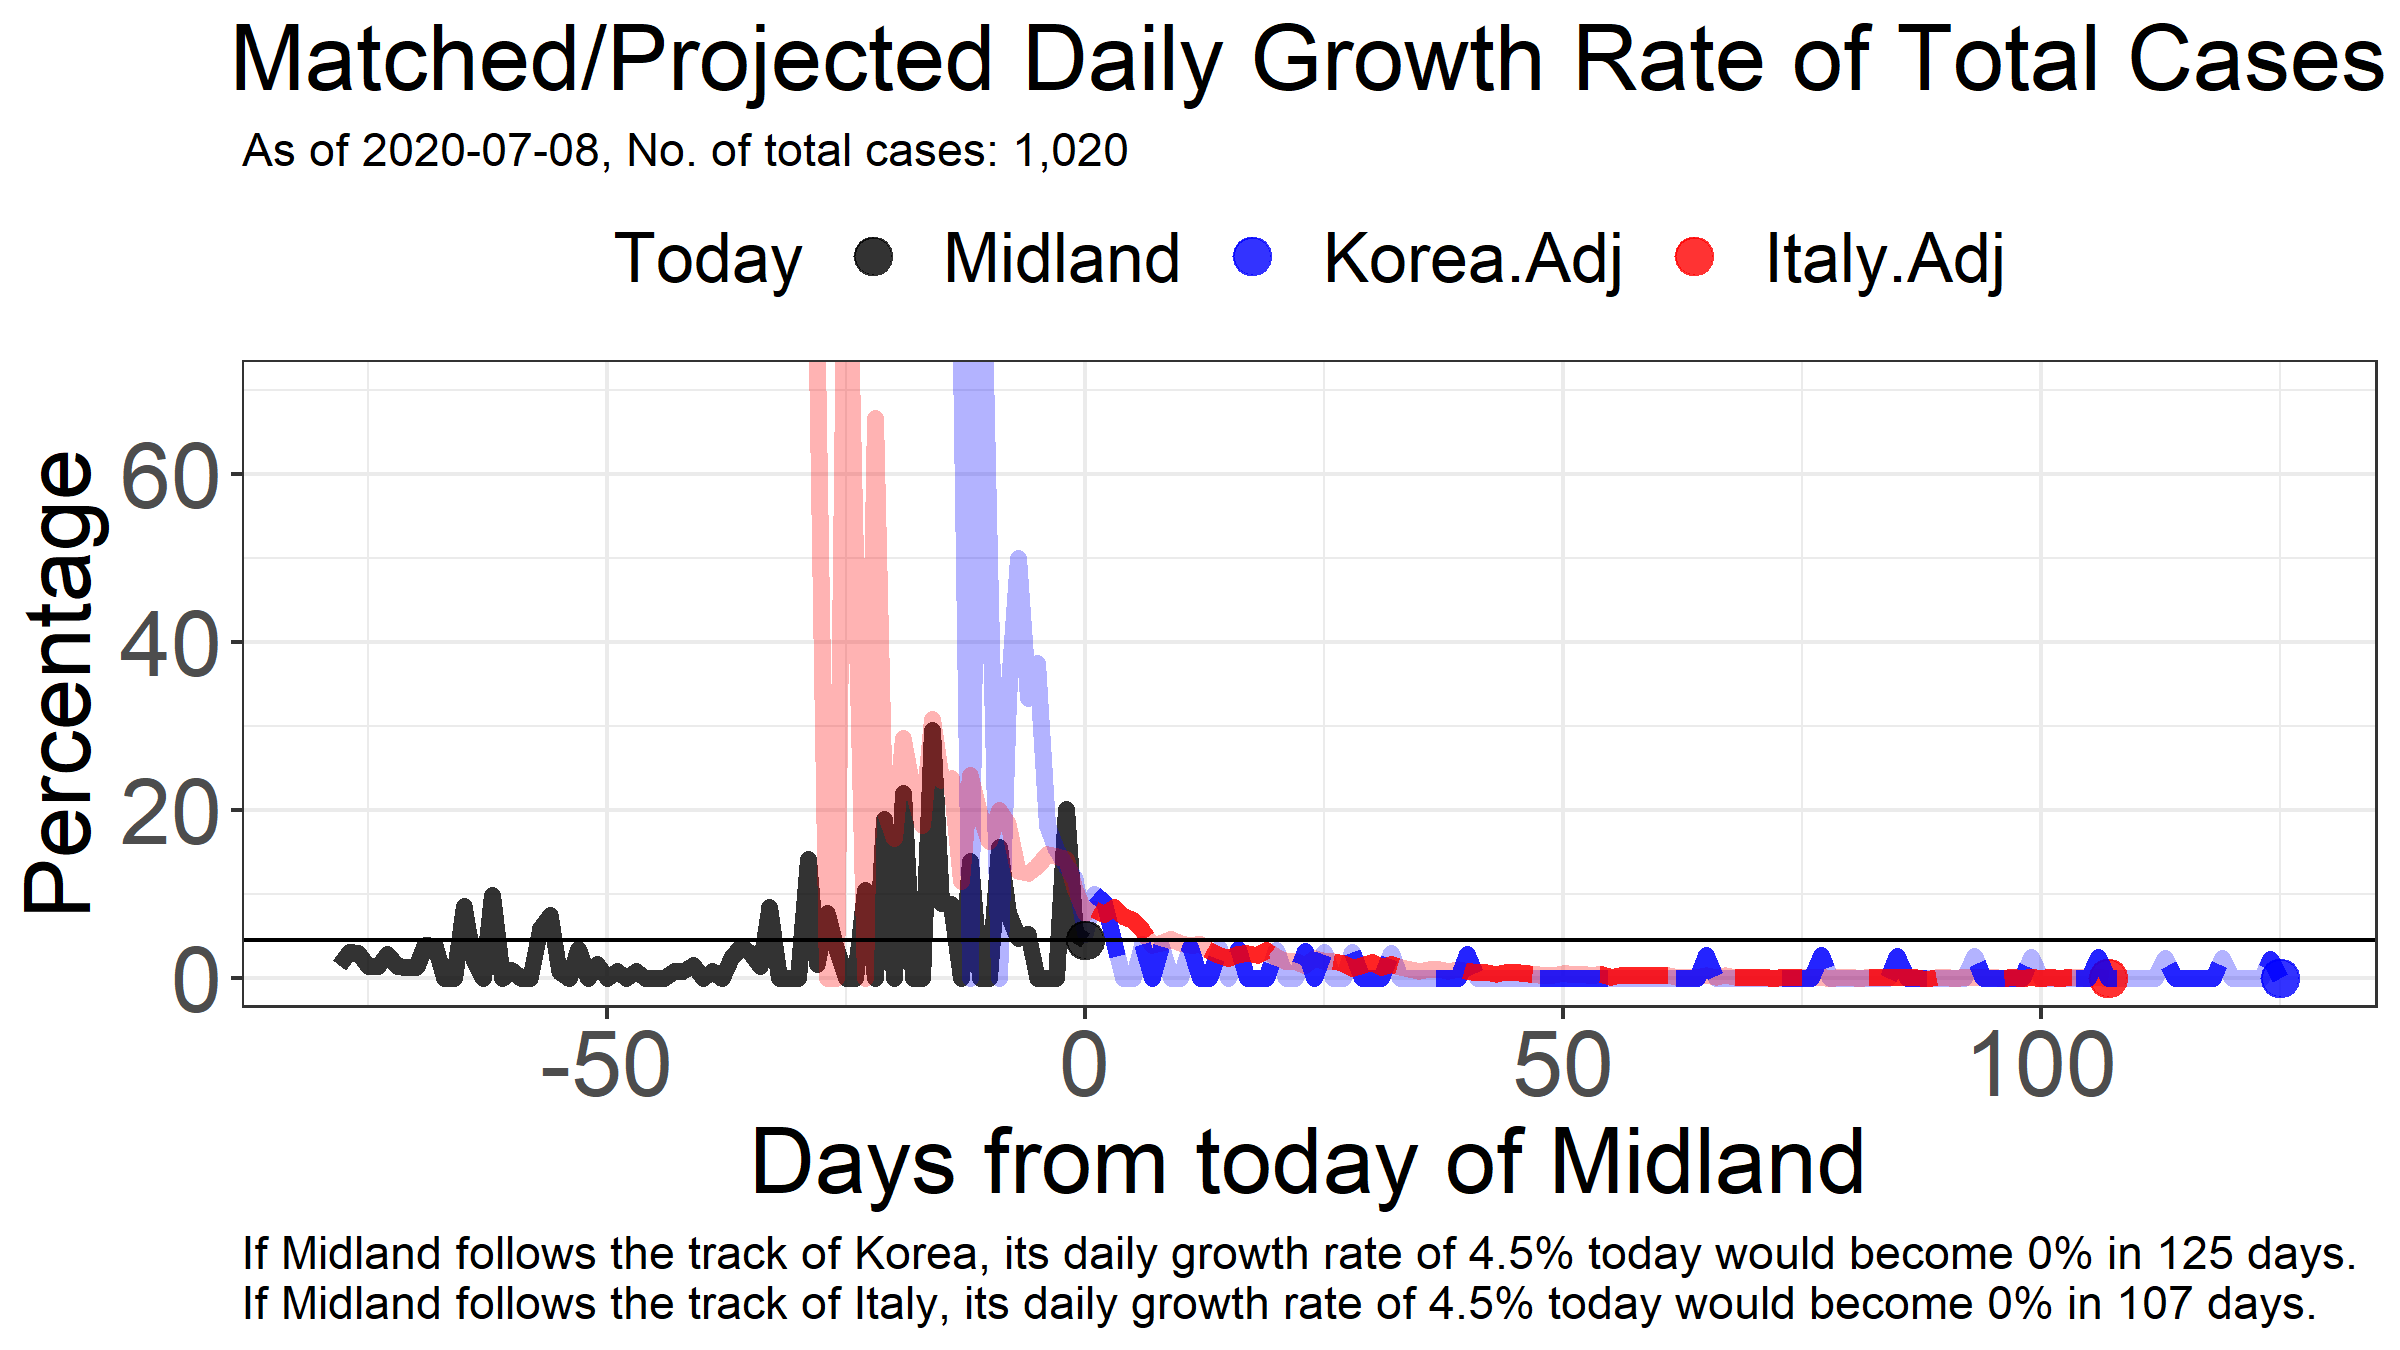 Matched/Projected Daily Growth Rate of Total Cases
As of 2020-07-08, No. of total cases: 1,020
Today Midland Korea.Adj Italy.Adj
Percentage
60
40
20
0
-50 0 50 100
Days from today of Midland
If Midland follows the track of Korea, its daily growth rate of 4.5% today would become 0% in 125 days.
If Midland follows the track of Italy, its daily growth rate of 4.5% today would become 0% in 107 days.